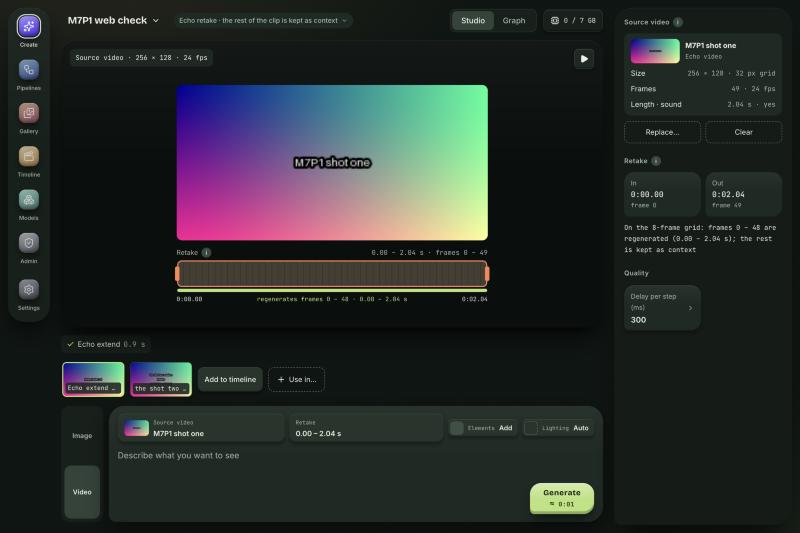 M7P1 web check
Echo retake · the rest of the clip is kept as context
Studio
Graph
0 / 7 GB
Create
Pipelines
Gallery
Timeline
Models
Admin
Settings
Source video · 256 × 128 · 24 fps
M7P1 shot one
Retake
0.00 – 2.04 s · frames 0 – 49
0:00.00
regenerates frames 0 – 48 · 0.00 – 2.04 s
0:02.04
Echo extend 0.9 s
Echo extend …
the shot two …
Add to timeline
Use in...
Image
Video
Source video
M7P1 shot one
Retake
0.00 – 2.04 s
Elements Add
Lighting Auto
Describe what you want to see
Generate
≈ 0:01
Source video
M7P1 shot one
Echo video
Size
256 × 128 · 32 px grid
Frames
49 · 24 fps
Length · sound
2.04 s · yes
Replace...
Clear
Retake
In
0:00.00
frame 0
Out
0:02.04
frame 49
On the 8-frame grid: frames 0 – 48 are
regenerated (0.00 – 2.04 s); the rest
is kept as context
Quality
Delay per step
(ms)
300